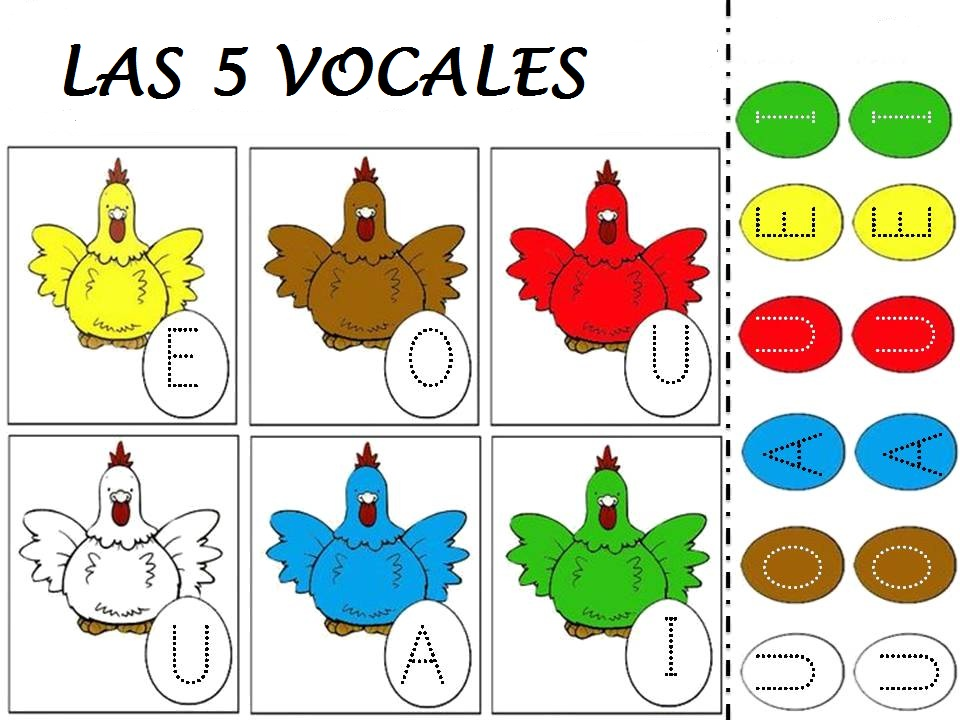 LAS 5 VOCALES
E O U
U A I
I I
E E
U U
A A
O O
U U